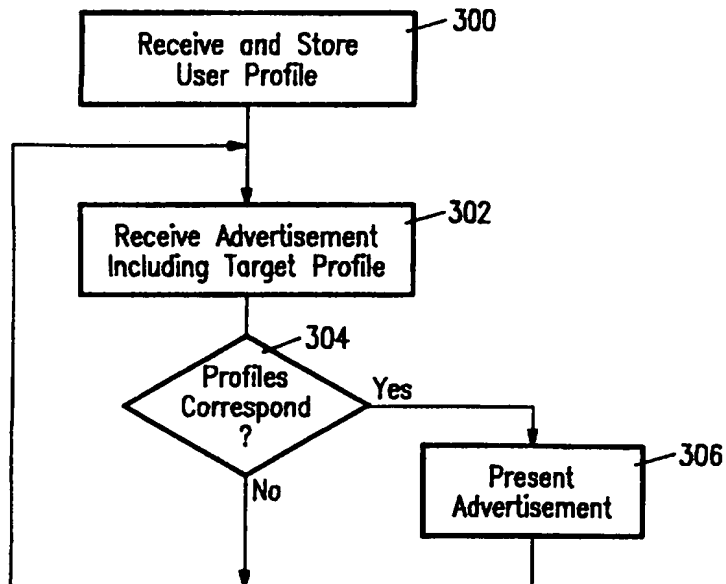 300
Receive and Store
User Profile
302
Receive Advertisement
Including Target Profile
304
Profiles
Correspond
?
Yes
No
306
Present
Advertisement